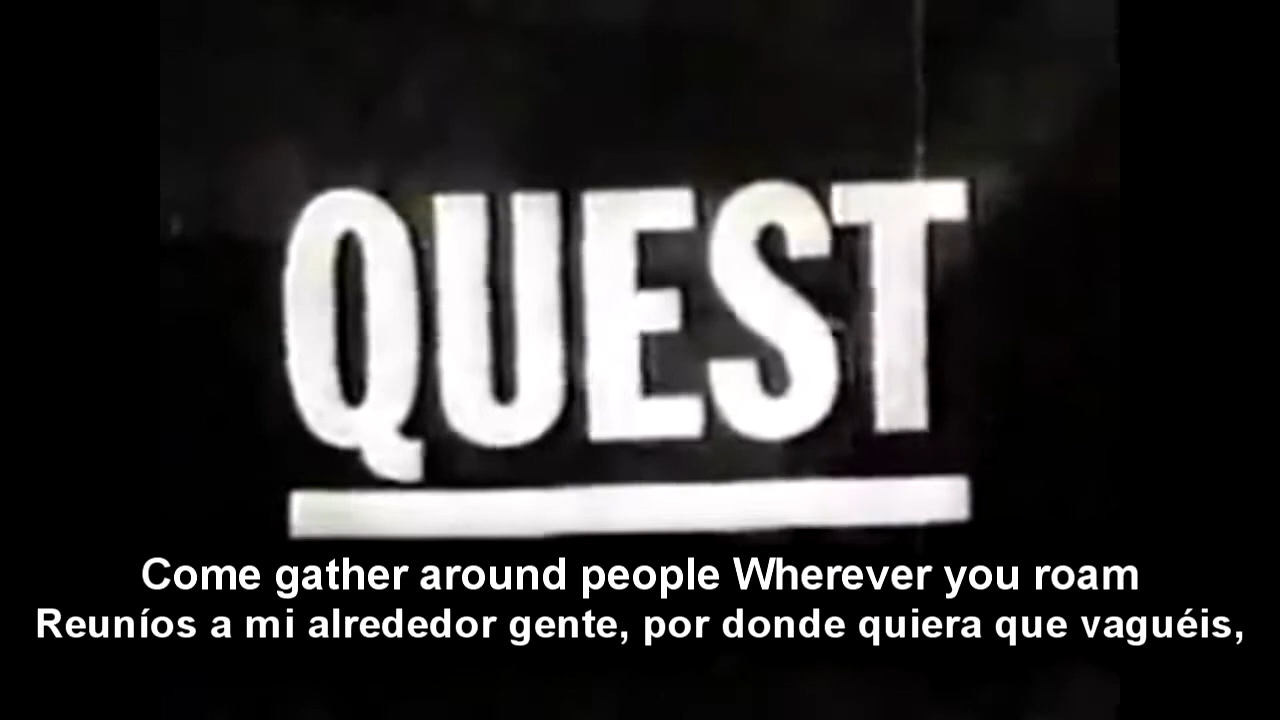 QUEST
Come gather around people Wherever you roam
Reuníos a mi alrededor gente, por donde quiera que vaguéis,